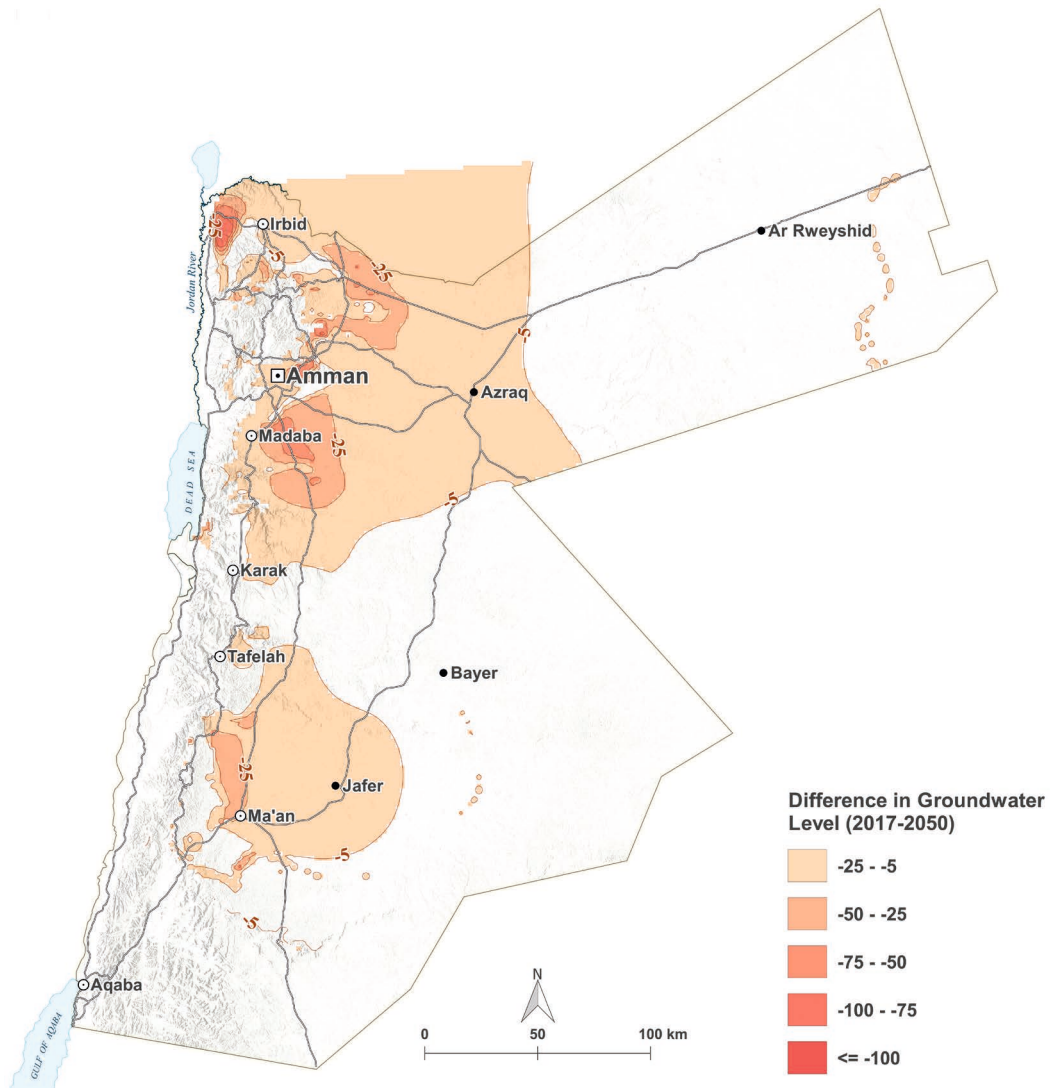 -25
Irbid
-5
Ar Rweyshid
Jordan River
-25
-5
Amman
Azraq
Madaba
-25
DEAD SEA
-5
Karak
Tafelah
Bayer
-25
Jafer
Ma'an
-5
-5
Aqaba
GULF OF AQABA
N
0 50 100 km
Difference in Groundwater
Level (2017-2050)
-25 - -5
-50 - -25
-75 - -50
-100 - -75
<= -100